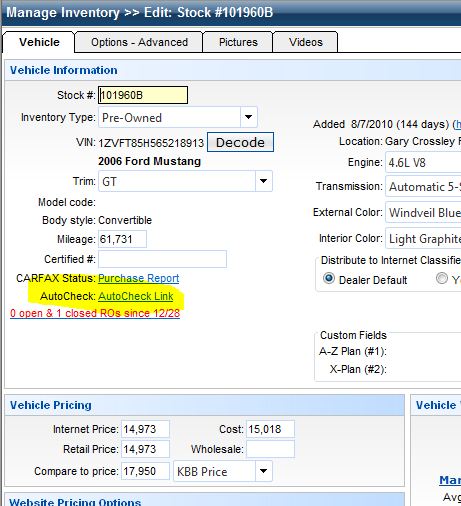 Manage Inventory >> Edit: Stock #101960B
Vehicle
Options - Advanced
Pictures
Videos
Vehicle Information
Stock #: 101960B
Inventory Type: Pre-Owned
VIN: 1ZVFT85H565218913 Decode
2006 Ford Mustang
Trim: GT
Model code:
Body style: Convertible
Mileage: 61,731
Certified #:
CARFAX Status: Purchase Report
AutoCheck: AutoCheck Link
0 open & 1 closed ROs since 12/28
Added 8/7/2010 (144 days) (h
Location: Gary Crossley F
Engine: 4.6L V8
Transmission: Automatic 5-S
External Color: Windveil Blue
Interior Color: Light Graphite
Distribute to Internet Classifie
Dealer Default
Custom Fields
A-Z Plan (#1):
X-Plan (#2):
Vehicle Pricing
Internet Price: 14,973 Cost: 15,018
Retail Price: 14,973 Wholesale:
Compare to price: 17,950 KBB Price
Vehicle
Mar
Avg
Website Pricing Options